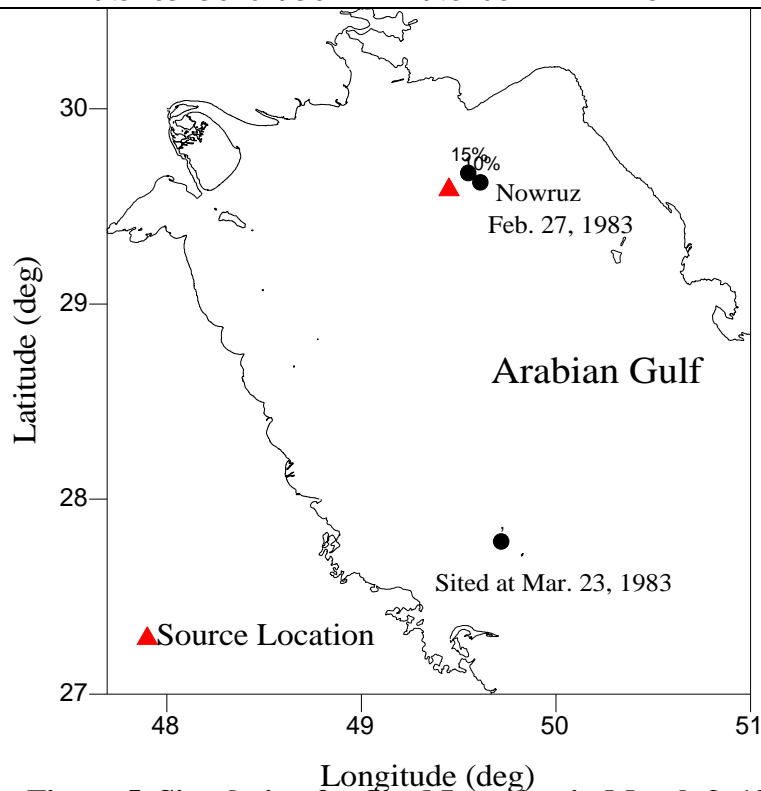 30
15%
10%
Nowruz
Feb. 27, 1983
29
Latitude (deg)
Arabian Gulf
28
Sited at Mar. 23, 1983
Source Location
27
48
49
50
51
Longitude (deg)